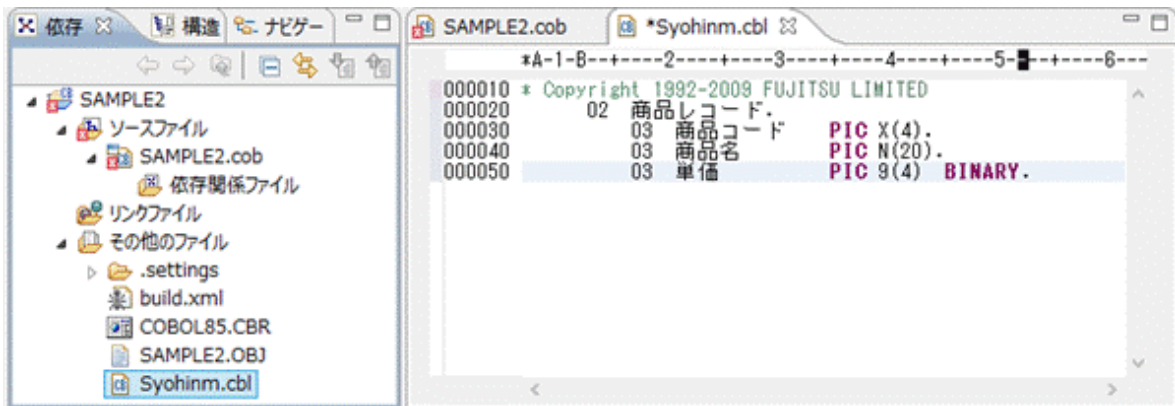 依存 構造 ナビゲー
SAMPLE2
ソースファイル
SAMPLE2.cob
依存関係ファイル
リンクファイル
その他のファイル
.settings
build.xml
COBOL85.CBR
SAMPLE2.OBJ
Syohinm.cbl
SAMPLE2.cob *Syohinm.cbl
*A-1-B--+----2----+----3----+----4----+----5-█--+----6---
000010 * Copyright 1992-2009 FUJITSU LIMITED
000020 02 商品レコード.
000030 03 商品コード PIC X(4).
000040 03 商品名 PIC N(20).
000050 03 単価 PIC 9(4) BINARY.